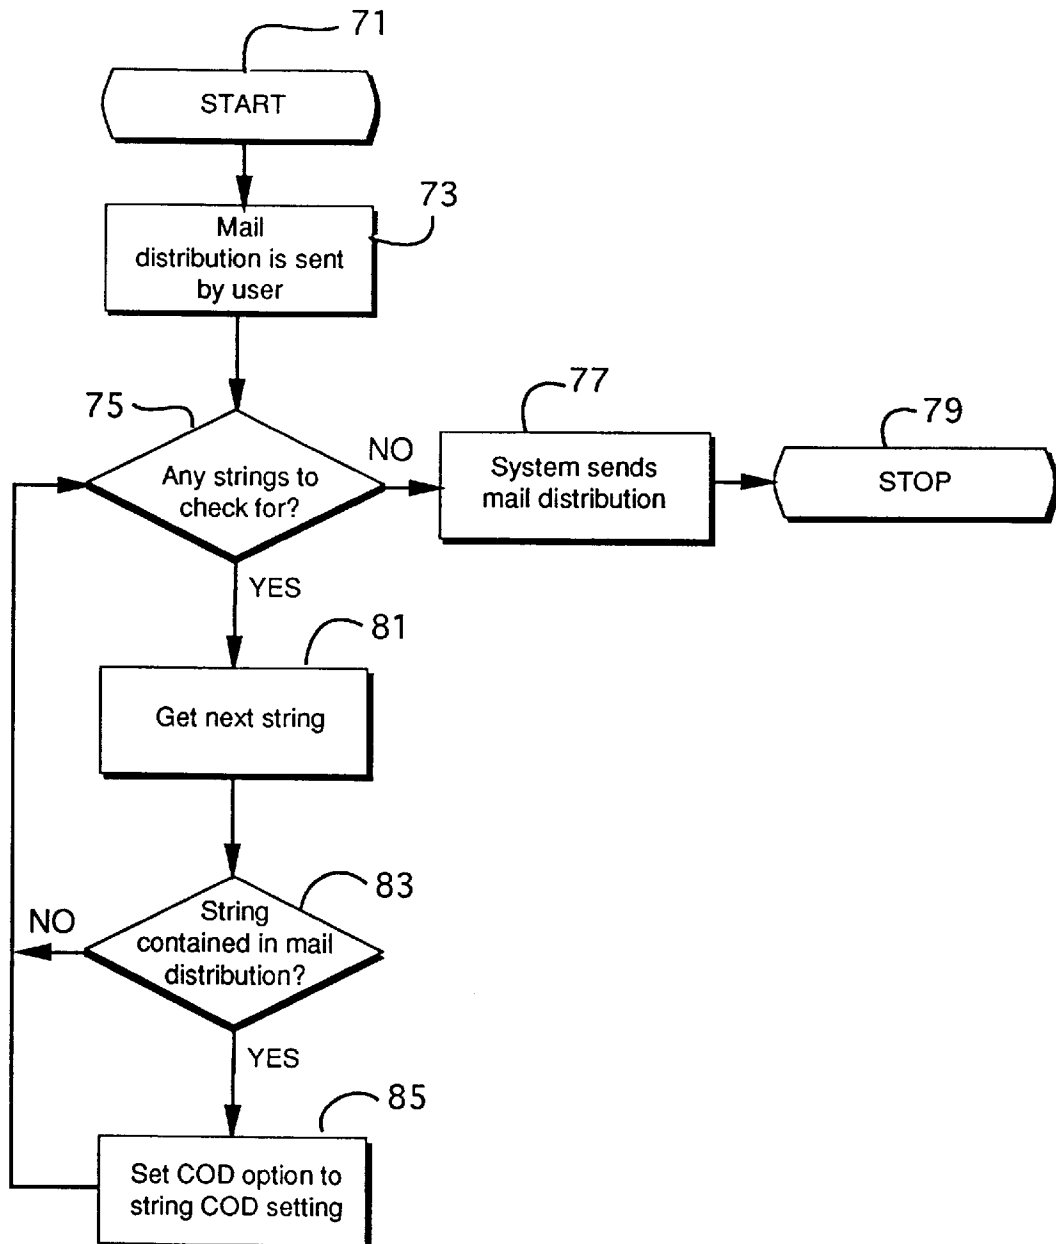 71
START
73
Mail
distribution is sent
by user
75
Any strings to
check for?
NO
77
System sends
mail distribution
79
STOP
YES
81
Get next string
83
String
contained in mail
distribution?
NO
YES
85
Set COD option to
string COD setting